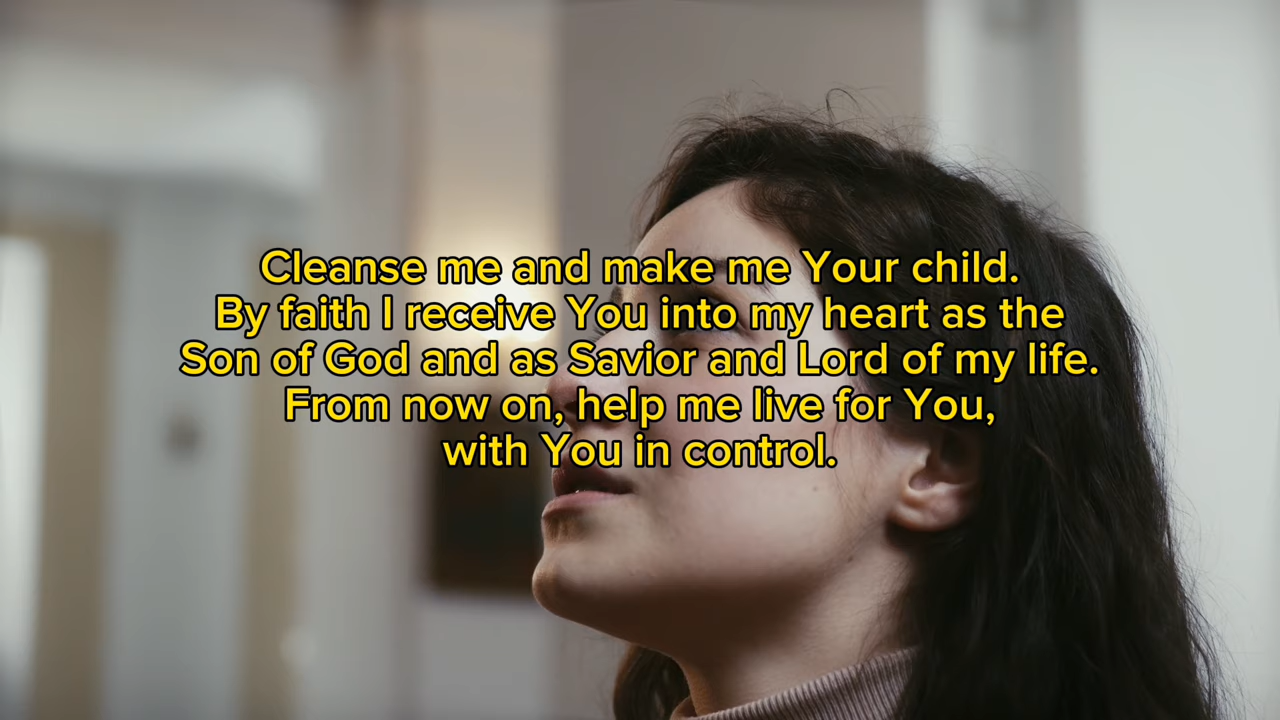 Cleanse me and make me Your child.
By faith I receive You into my heart as the
Son of God and as Savior and Lord of my life.
From now on, help me live for You,
with You in control.